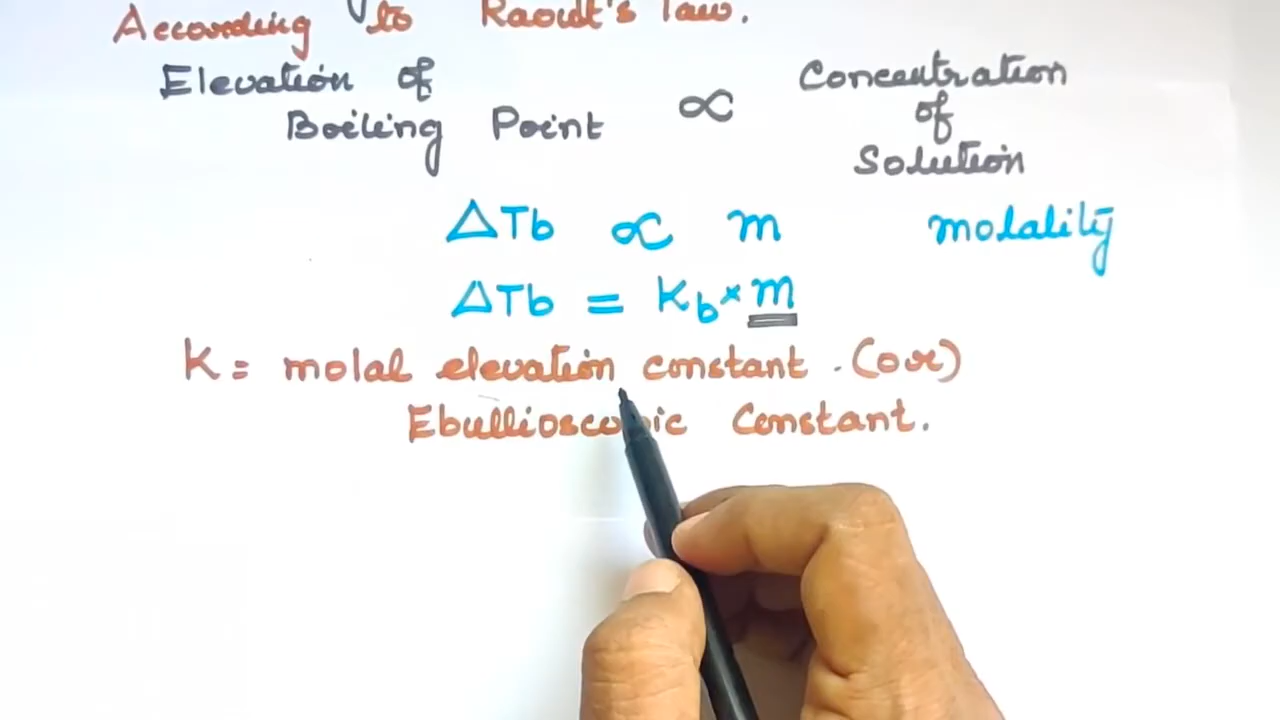 According to Raoult's law.
Elevation of Boiling Point ∝ Concentration of Solution
ΔTb ∝ m molality
ΔTb = Kb × m
K = molal elevation constant. (or)
Ebullioscopic Constant.